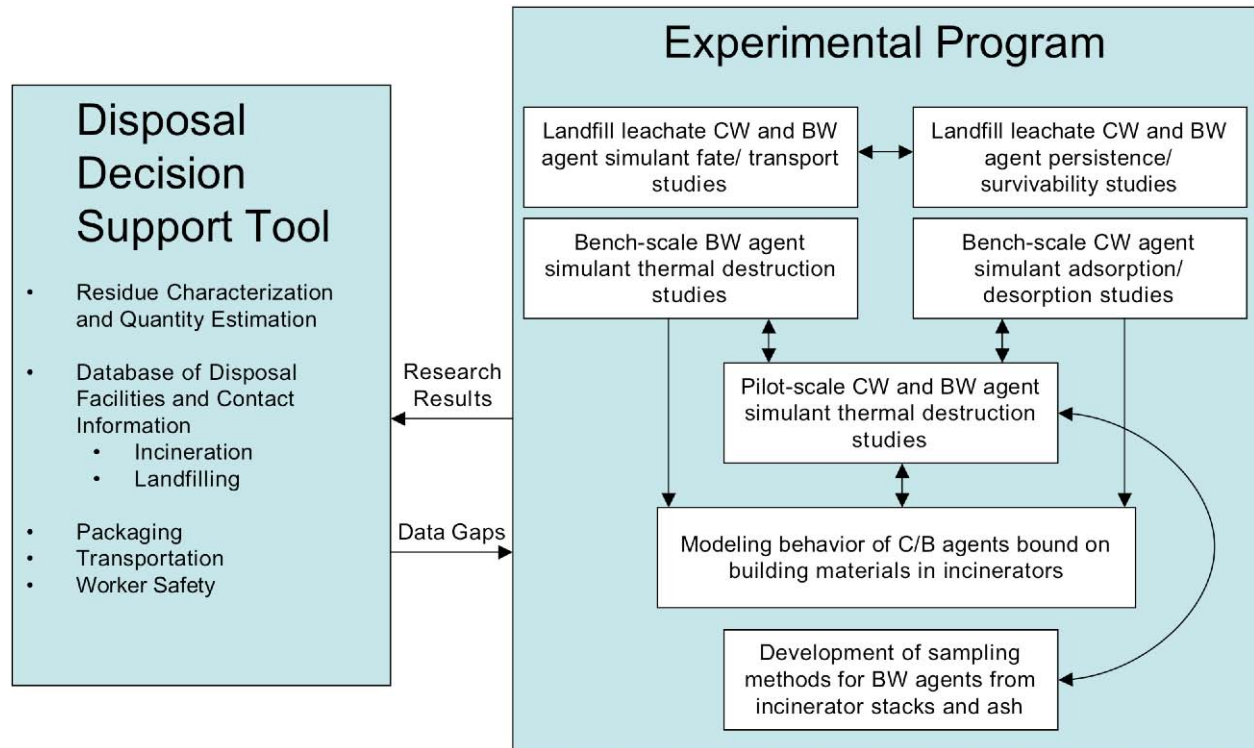 Disposal
Decision
Support Tool
• Residue Characterization
and Quantity Estimation
• Database of Disposal
Facilities and Contact
Information
• Incineration
• Landfilling
• Packaging
• Transportation
• Worker Safety
Research
Results
Data Gaps
Experimental Program
Landfill leachate CW and BW
agent simulant fate/ transport
studies
Landfill leachate CW and BW
agent persistence/
survivability studies
Bench-scale BW agent
simulant thermal destruction
studies
Bench-scale CW agent
simulant adsorption/
desorption studies
Pilot-scale CW and BW agent
simulant thermal destruction
studies
Modeling behavior of C/B agents bound on
building materials in incinerators
Development of sampling
methods for BW agents from
incinerator stacks and ash